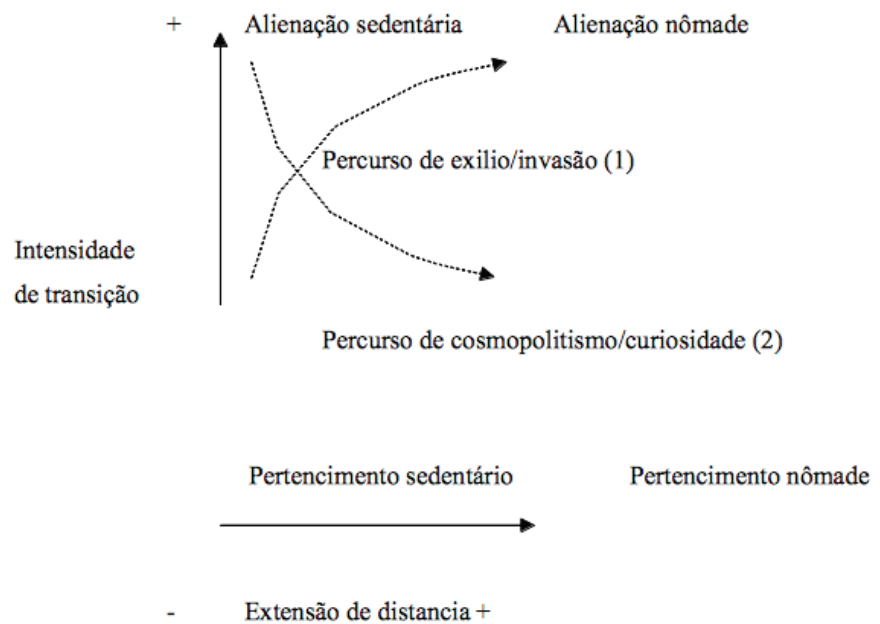 + Alienação sedentária Alienação nômade
Percurso de exilio/invasão (1)
Intensidade
de transição
Percurso de cosmopolitismo/curiosidade (2)
Pertencimento sedentário Pertencimento nômade
- Extensão de distancia +